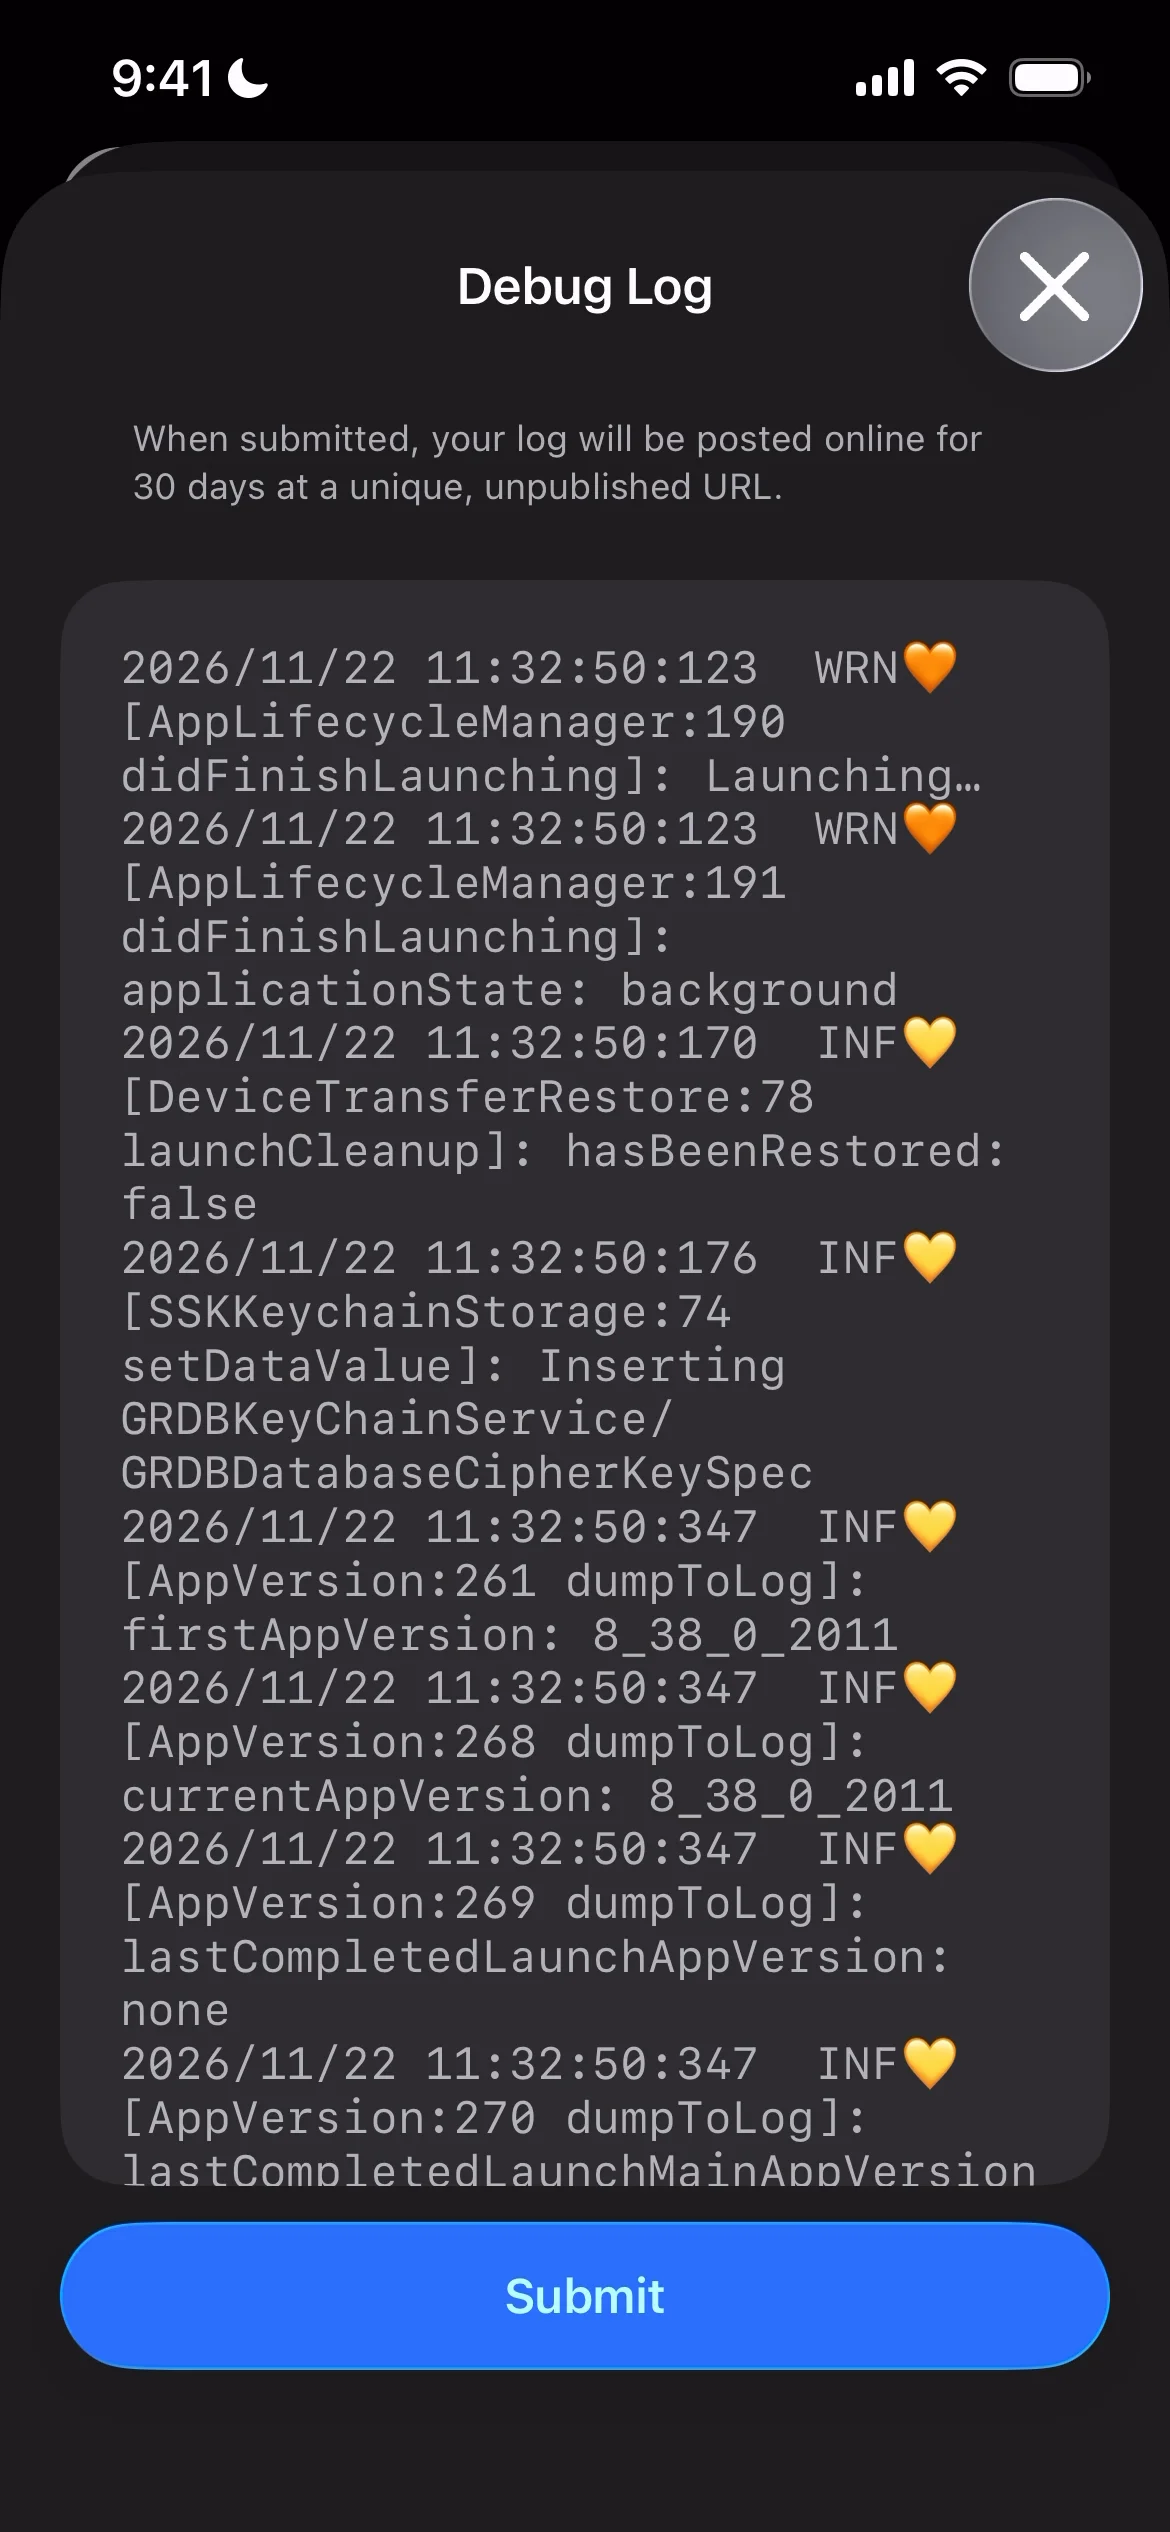 9:41
Debug Log
When submitted, your log will be posted online for
30 days at a unique, unpublished URL.
2026/11/22 11:32:50:123  WRN🧡
[AppLifecycleManager:190
didFinishLaunching]: Launching…
2026/11/22 11:32:50:123  WRN🧡
[AppLifecycleManager:191
didFinishLaunching]:
applicationState: background
2026/11/22 11:32:50:170  INF💛
[DeviceTransferRestore:78
launchCleanup]: hasBeenRestored:
false
2026/11/22 11:32:50:176  INF💛
[SSKKeychainStorage:74
setDataValue]: Inserting
GRDBKeyChainService/
GRDBDatabaseCipherKeySpec
2026/11/22 11:32:50:347  INF💛
[AppVersion:261 dumpToLog]:
firstAppVersion: 8_38_0_2011
2026/11/22 11:32:50:347  INF💛
[AppVersion:268 dumpToLog]:
currentAppVersion: 8_38_0_2011
2026/11/22 11:32:50:347  INF💛
[AppVersion:269 dumpToLog]:
lastCompletedLaunchAppVersion:
none
2026/11/22 11:32:50:347  INF💛
[AppVersion:270 dumpToLog]:
lastCompletedLaunchMainAppVersion
Submit